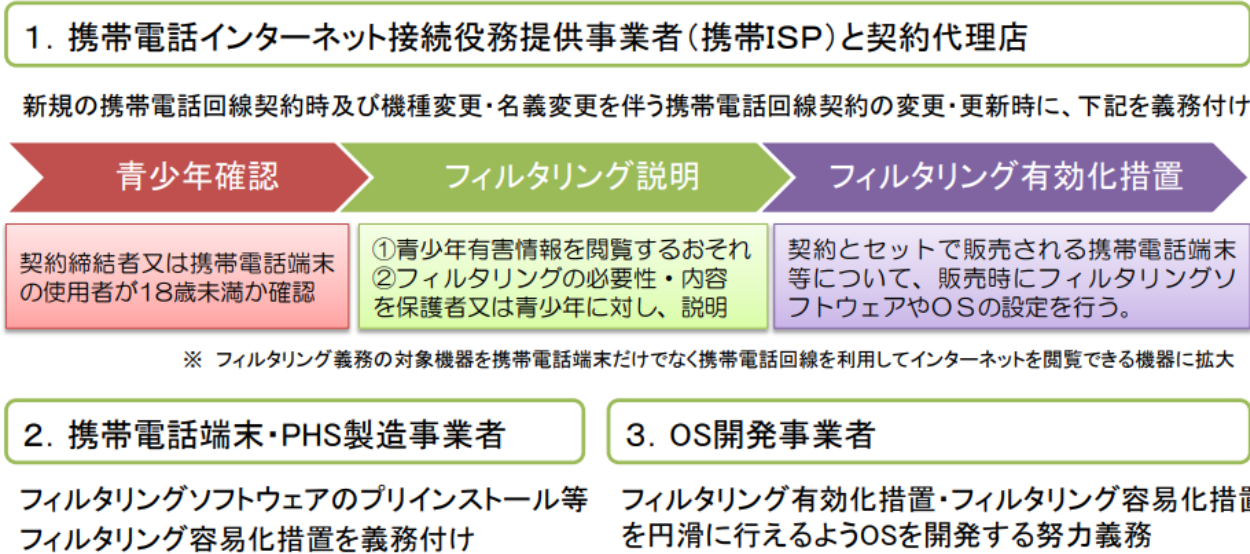 1．携帯電話インターネット接続役務提供事業者（携帯ISP）と契約代理店
新規の携帯電話回線契約時及び機種変更・名義変更を伴う携帯電話回線契約の変更・更新時に、下記を義務付け
青少年確認
フィルタリング説明
フィルタリング有効化措置
契約締結者又は携帯電話端末
の使用者が18歳未満か確認
①青少年有害情報を閲覧するおそれ
②フィルタリングの必要性・内容
を保護者又は青少年に対し、説明
契約とセットで販売される携帯電話端末
等について、販売時にフィルタリングソ
フトウェアやＯＳの設定を行う。
※ フィルタリング義務の対象機器を携帯電話端末だけでなく携帯電話回線を利用してインターネットを閲覧できる機器に拡大
2．携帯電話端末・PHS製造事業者
フィルタリングソフトウェアのプリインストール等
フィルタリング容易化措置を義務付け
3．OS開発事業者
フィルタリング有効化措置・フィルタリング容易化措置
を円滑に行えるようOSを開発する努力義務